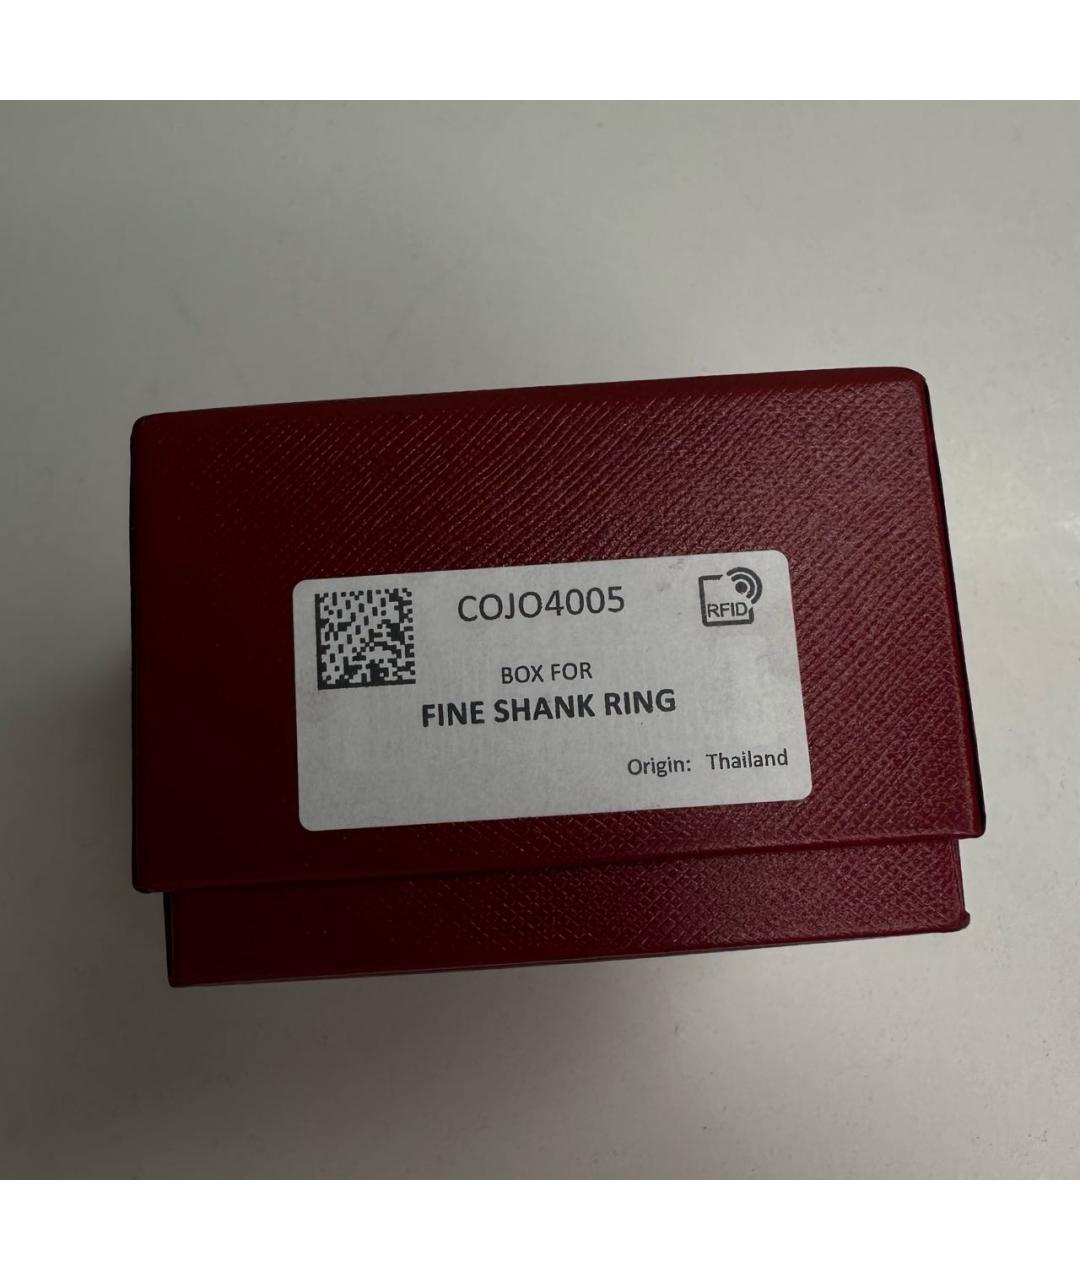 COJO4005
RFID
BOX FOR
FINE SHANK RING
Origin: Thailand